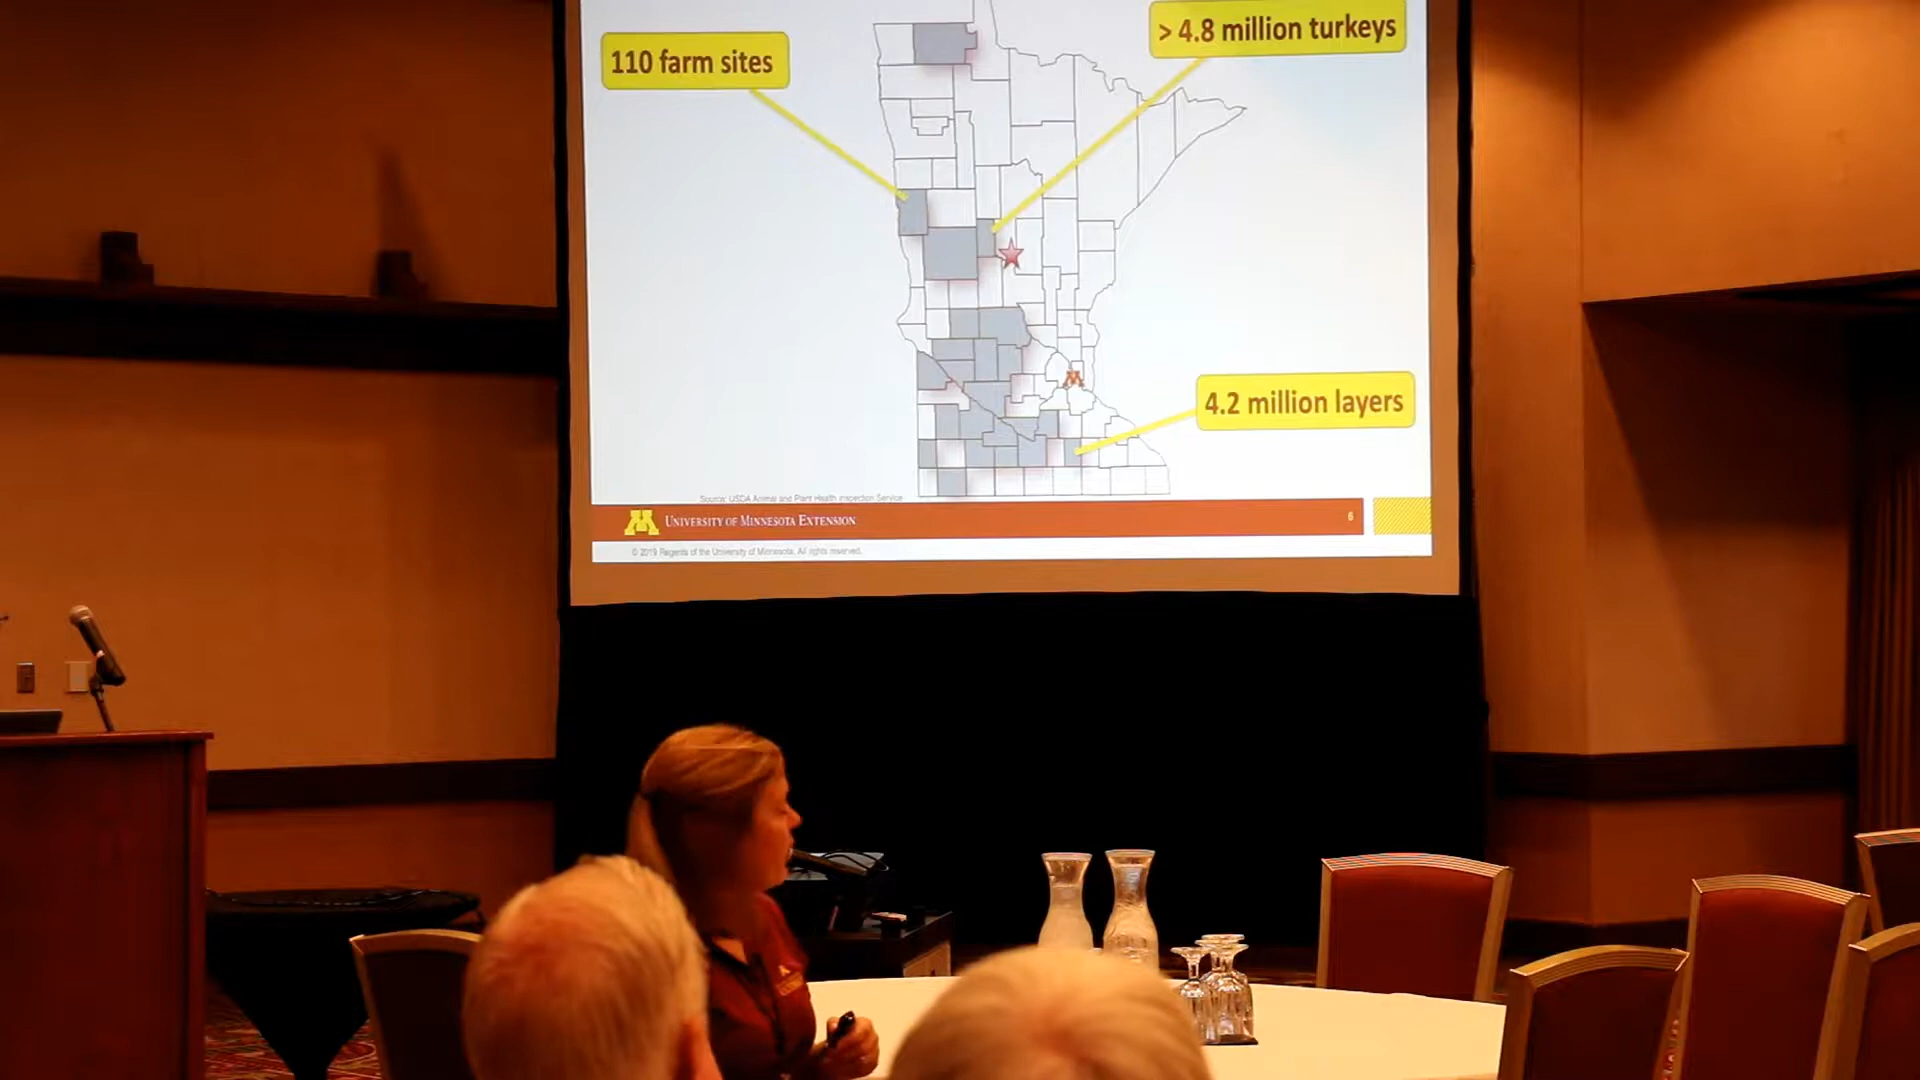 > 4.8 million turkeys
110 farm sites
4.2 million layers
Source: USDA Animal and Plant Health Inspection Service
M UNIVERSITY OF MINNESOTA EXTENSION
6
© 2019 Regents of the University of Minnesota. All rights reserved.